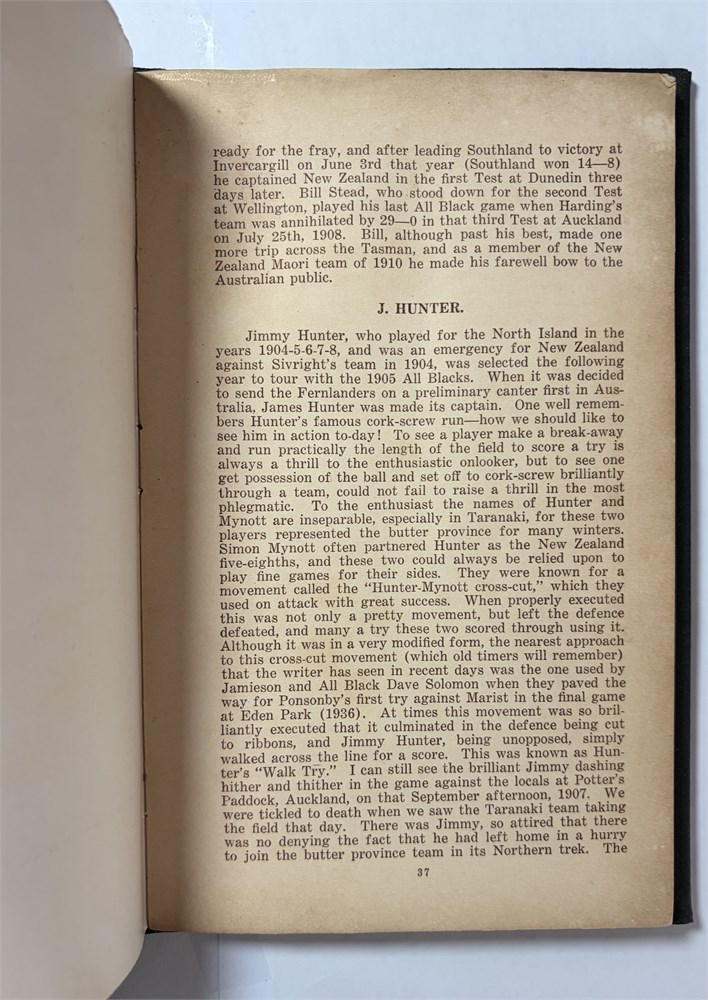 ready for the fray, and after leading Southland to victory at
Invercargill on June 3rd that year (Southland won 14—8)
he captained New Zealand in the first Test at Dunedin three
days later. Bill Stead, who stood down for the second Test
at Wellington, played his last All Black game when Harding's
team was annihilated by 29—0 in that third Test at Auckland
on July 25th, 1908. Bill, although past his best, made one
more trip across the Tasman, and as a member of the New
Zealand Maori team of 1910 he made his farewell bow to the
Australian public.
J. HUNTER.
Jimmy Hunter, who played for the North Island in the
years 1904-5-6-7-8, and was an emergency for New Zealand
against Sivright's team in 1904, was selected the following
year to tour with the 1905 All Blacks. When it was decided
to send the Fernlanders on a preliminary canter first in Aus-
tralia, James Hunter was made its captain. One well remem-
bers Hunter's famous cork-screw run—how we should like to
see him in action to-day! To see a player make a break-away
and run practically the length of the field to score a try is
always a thrill to the enthusiastic onlooker, but to see one
get possession of the ball and set off to cork-screw brilliantly
through a team, could not fail to raise a thrill in the most
phlegmatic. To the enthusiast the names of Hunter and
Mynott are inseparable, especially in Taranaki, for these two
players represented the butter province for many winters.
Simon Mynott often partnered Hunter as the New Zealand
five-eighths, and these two could always be relied upon to
play fine games for their sides. They were known for a
movement called the "Hunter-Mynott cross-cut," which they
used on attack with great success. When properly executed
this was not only a pretty movement, but left the defence
defeated, and many a try these two scored through using it.
Although it was in a very modified form, the nearest approach
to this cross-cut movement (which old timers will remember)
that the writer has seen in recent days was the one used by
Jamieson and All Black Dave Solomon when they paved the
way for Ponsonby's first try against Marist in the final game
at Eden Park (1936). At times this movement was so bril-
liantly executed that it culminated in the defence being cut
to ribbons, and Jimmy Hunter, being unopposed, simply
walked across the line for a score. This was known as Hun-
ter's "Walk Try." I can still see the brilliant Jimmy dashing
hither and thither in the game against the locals at Potter's
Paddock, Auckland, on that September afternoon, 1907. We
were tickled to death when we saw the Taranaki team taking
the field that day. There was Jimmy, so attired that there
was no denying the fact that he had left home in a hurry
to join the butter province team in its Northern trek. The
37